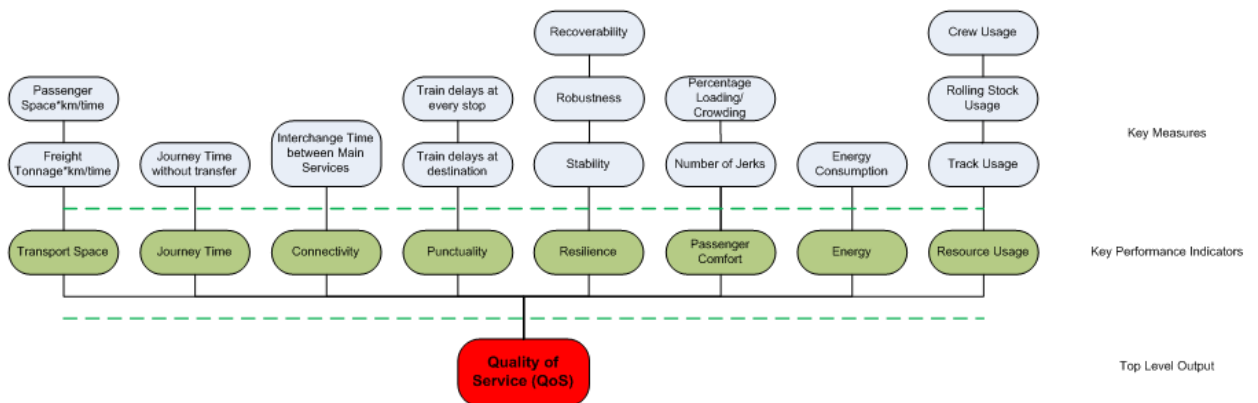 Recoverability
Crew Usage
Passenger
Space*km/time
Train delays at
every stop
Robustness
Percentage
Loading/
Crowding
Rolling Stock
Usage
Key Measures
Freight
Tonnage*km/time
Journey Time
without transfer
Interchange Time
between Main
Services
Train delays at
destination
Stability
Number of Jerks
Energy
Consumption
Track Usage
Transport Space
Journey Time
Connectivity
Punctuality
Resilience
Passenger
Comfort
Energy
Resource Usage
Key Performance Indicators
Quality of
Service (QoS)
Top Level Output